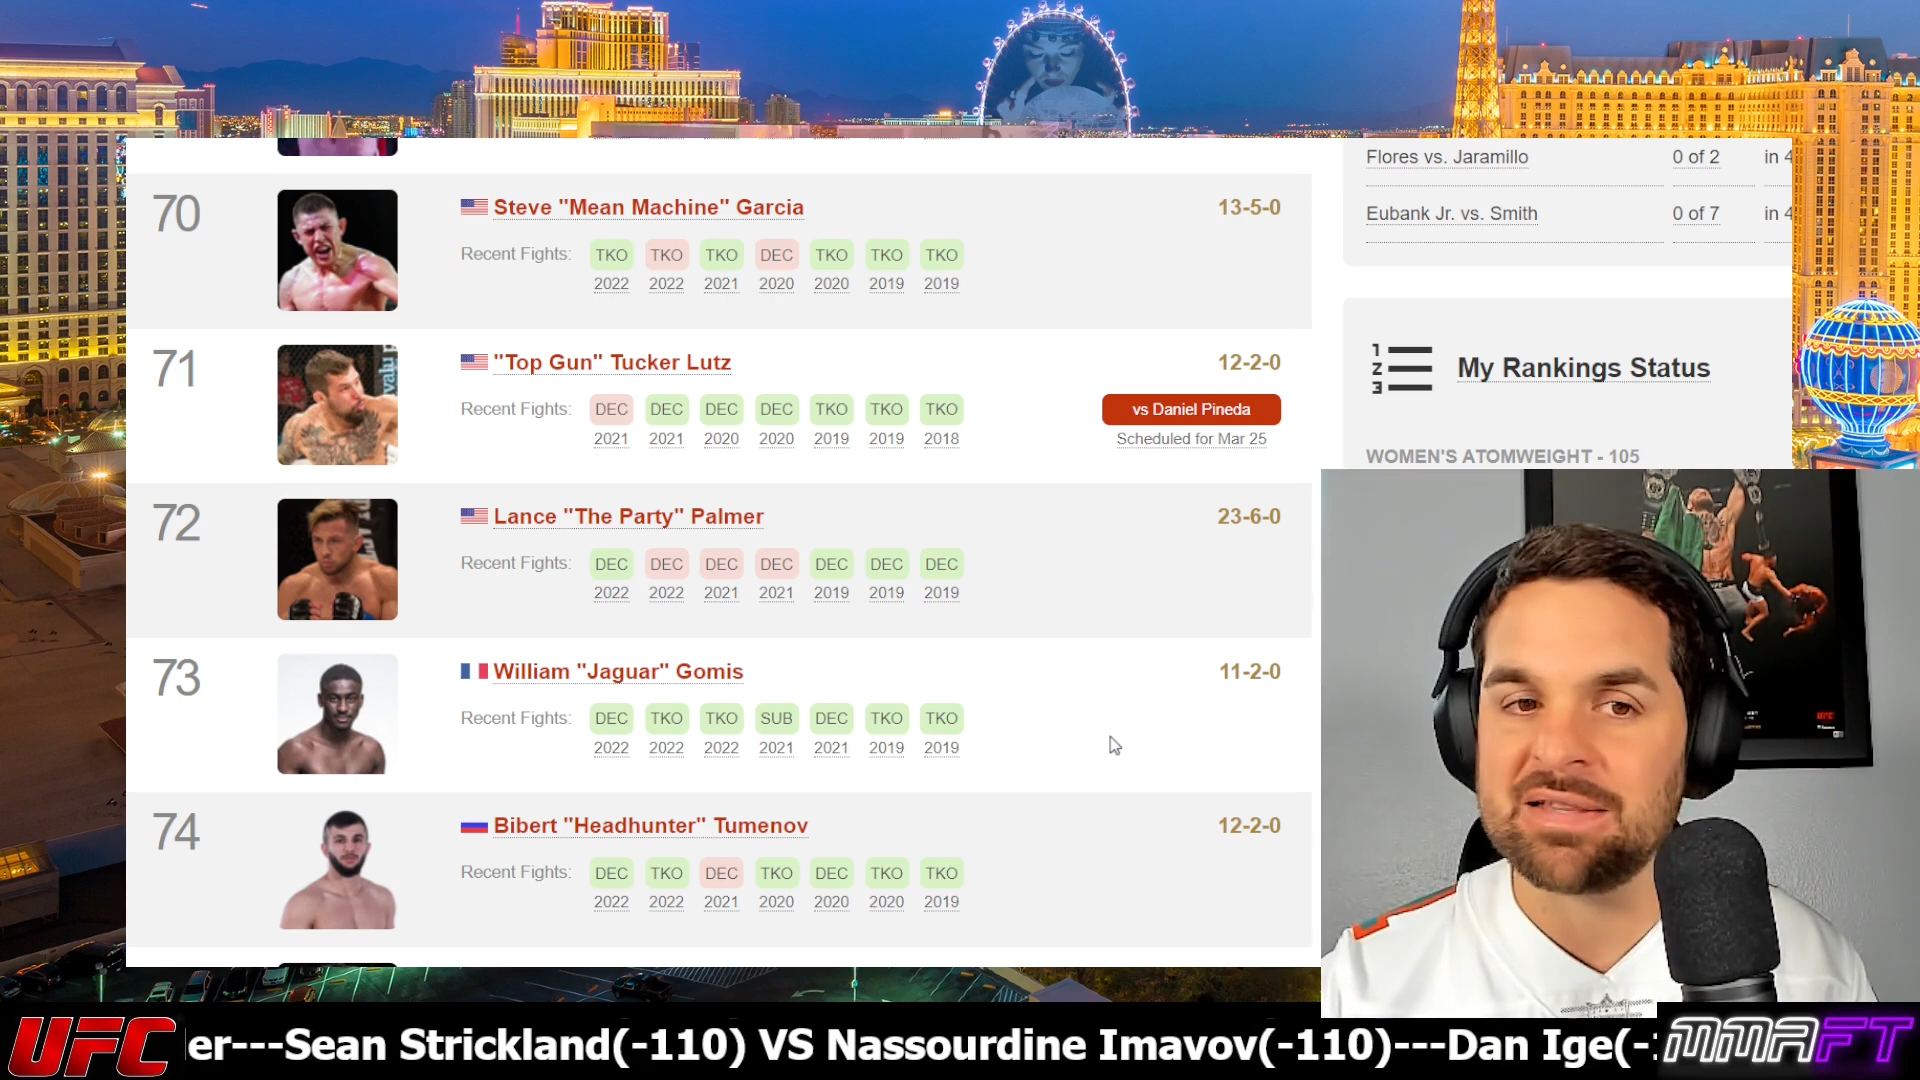 70
Steve "Mean Machine" Garcia
13-5-0
Recent Fights:
TKO TKO TKO DEC TKO TKO TKO
2022 2022 2021 2020 2020 2019 2019
71
"Top Gun" Tucker Lutz
12-2-0
Recent Fights:
DEC DEC DEC DEC TKO TKO TKO
2021 2021 2020 2020 2019 2019 2018
vs Daniel Pineda
Scheduled for Mar 25
72
Lance "The Party" Palmer
23-6-0
Recent Fights:
DEC DEC DEC DEC DEC DEC DEC
2022 2022 2021 2021 2019 2019 2019
73
William "Jaguar" Gomis
11-2-0
Recent Fights:
DEC TKO TKO SUB DEC TKO TKO
2022 2022 2022 2021 2021 2019 2019
74
Bibert "Headhunter" Tumenov
12-2-0
Recent Fights:
DEC TKO DEC TKO DEC TKO TKO
2022 2022 2021 2020 2020 2020 2019
Flores vs. Jaramillo 0 of 2 in 4
Eubank Jr. vs. Smith 0 of 7 in 4
My Rankings Status
WOMEN'S ATOMWEIGHT - 105
UFC
er---Sean Strickland(-110) VS Nassourdine Imavov(-110)---Dan Ige(-
MMAFT